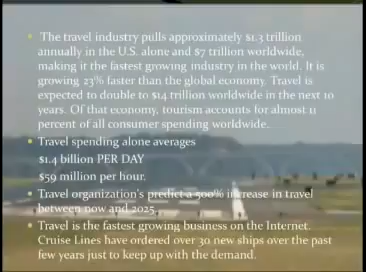 The travel industry pulls approximately $1.3 trillion
annually in the U.S. alone and $7 trillion worldwide,
making it the fastest growing industry in the world. It is
growing 23% faster than the global economy. Travel is
expected to double to $14 trillion worldwide in the next 10
years. Of that economy, tourism accounts for almost 11
percent of all consumer spending worldwide.
Travel spending alone averages
$1.4 billion PER DAY
$59 million per hour.
Travel organization's predict a 500% increase in travel
between now and 2025.
Travel is the fastest growing business on the Internet.
Cruise Lines have ordered over 30 new ships over the past
few years just to keep up with the demand.